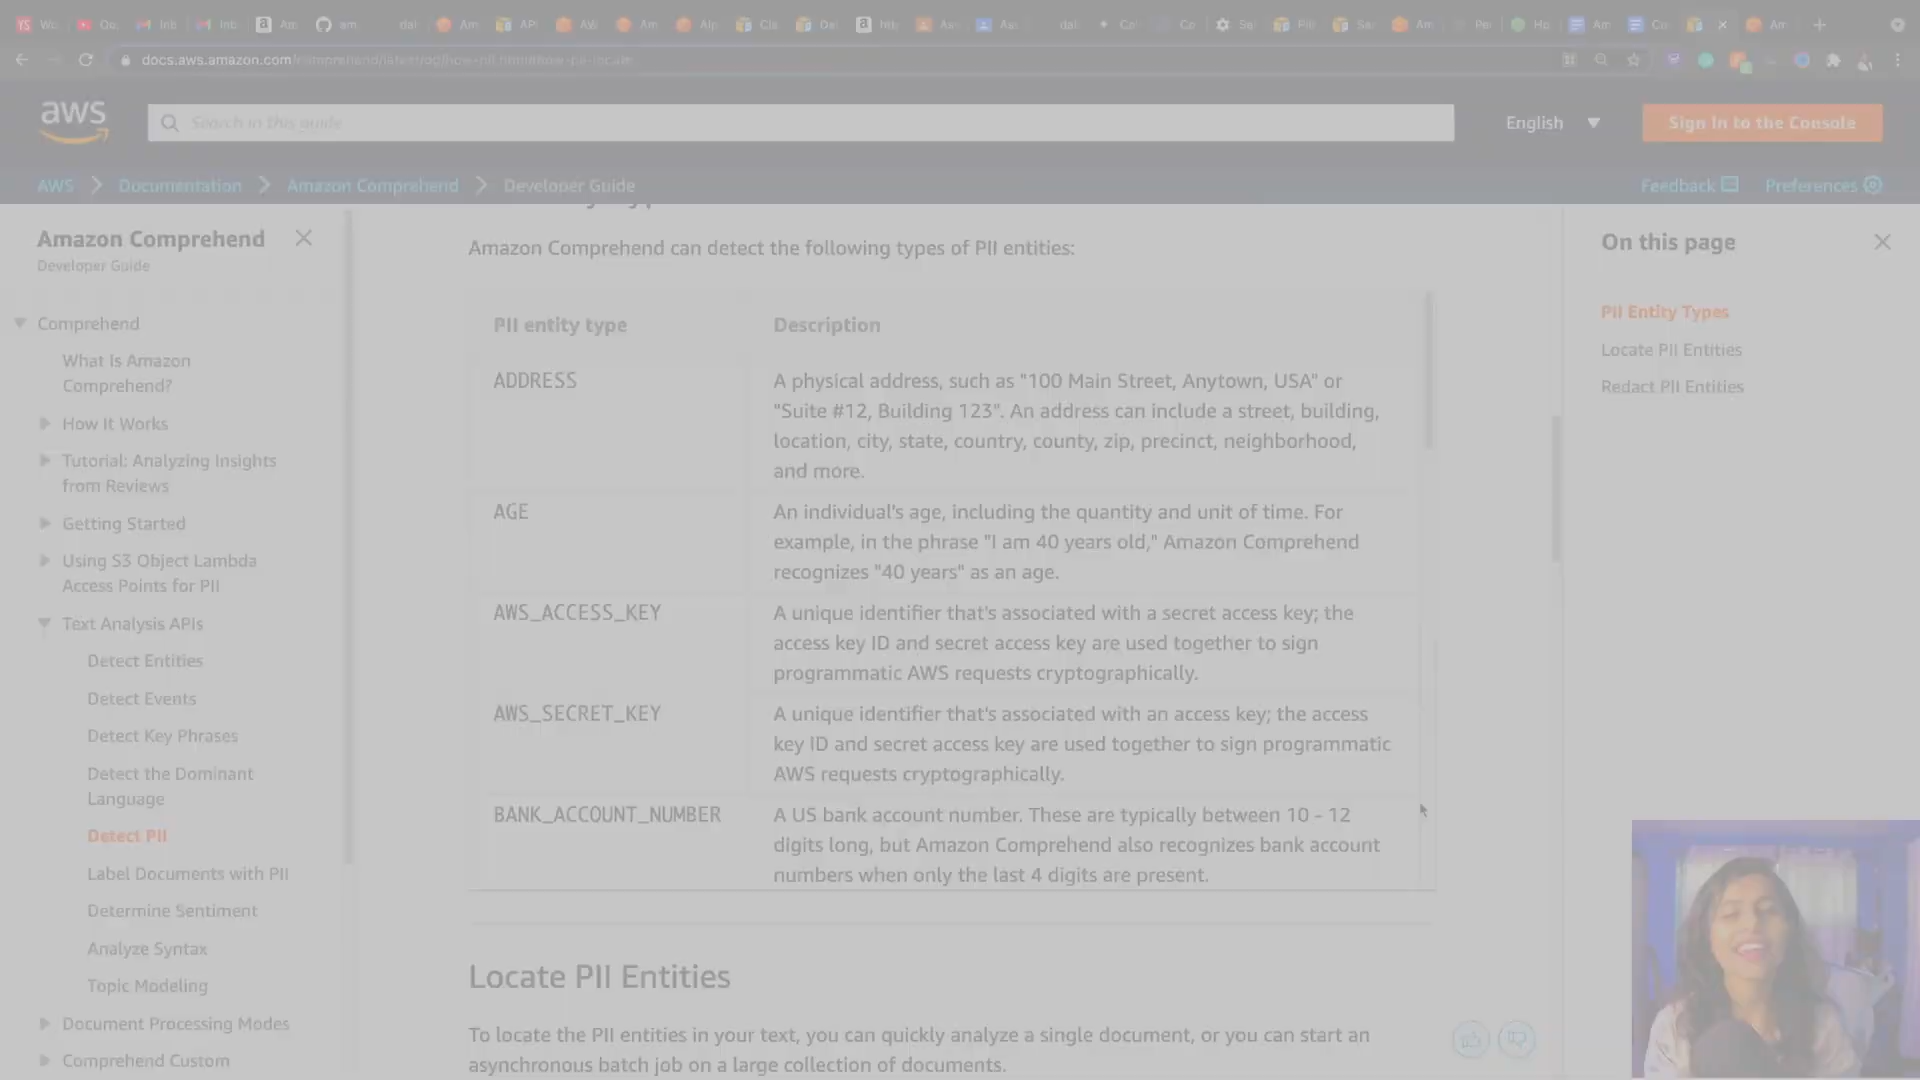 docs.aws.amazon.com
aws
Search in this guide
English
Sign In to the Console
AWS
Documentation
Amazon Comprehend
Developer Guide
Feedback
Preferences
Amazon Comprehend
Developer Guide
Comprehend
What Is Amazon
Comprehend?
How It Works
Tutorial: Analyzing Insights
from Reviews
Getting Started
Using S3 Object Lambda
Access Points for PII
Text Analysis APIs
Detect Entities
Detect Events
Detect Key Phrases
Detect the Dominant
Language
Detect PII
Label Documents with PII
Determine Sentiment
Analyze Syntax
Topic Modeling
Document Processing Modes
Comprehend Custom
Amazon Comprehend can detect the following types of PII entities:
PII entity type
Description
ADDRESS
A physical address, such as "100 Main Street, Anytown, USA" or
"Suite #12, Building 123". An address can include a street, building,
location, city, state, country, county, zip, precinct, neighborhood,
and more.
AGE
An individual's age, including the quantity and unit of time. For
example, in the phrase "I am 40 years old," Amazon Comprehend
recognizes "40 years" as an age.
AWS_ACCESS_KEY
A unique identifier that's associated with a secret access key; the
access key ID and secret access key are used together to sign
programmatic AWS requests cryptographically.
AWS_SECRET_KEY
A unique identifier that's associated with an access key; the access
key ID and secret access key are used together to sign programmatic
AWS requests cryptographically.
BANK_ACCOUNT_NUMBER
A US bank account number. These are typically between 10 - 12
digits long, but Amazon Comprehend also recognizes bank account
numbers when only the last 4 digits are present.
Locate PII Entities
To locate the PII entities in your text, you can quickly analyze a single document, or you can start an
asynchronous batch job on a large collection of documents.
On this page
PII Entity Types
Locate PII Entities
Redact PII Entities